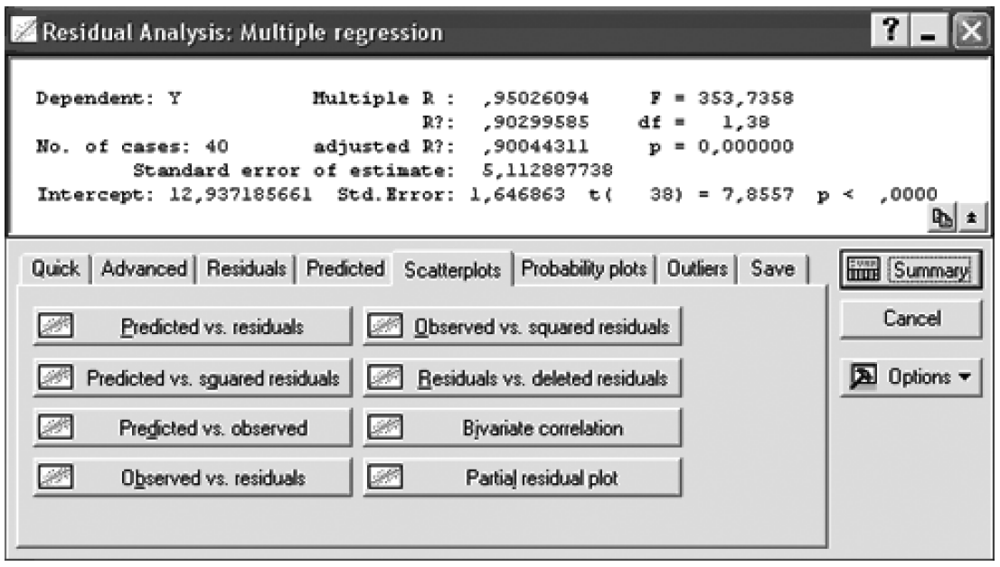 Residual Analysis: Multiple regression
Dependent: Y Multiple R : ,95026094 F = 353,7358
R?: ,90299585 df = 1,38
No. of cases: 40 adjusted R?: ,90044311 p = 0,000000
Standard error of estimate: 5,112887738
Intercept: 12,937185661 Std.Error: 1,646863 t( 38) = 7,8557 p < ,0000
Quick Advanced Residuals Predicted Scatterplots Probability plots Outliers Save
Summary
Cancel
Options
Predicted vs. residuals
Observed vs. squared residuals
Predicted vs. sguared residuals
Residuals vs. deleted residuals
Predicted vs. observed
Bivariate correlation
Observed vs. residuals
Partial residual plot